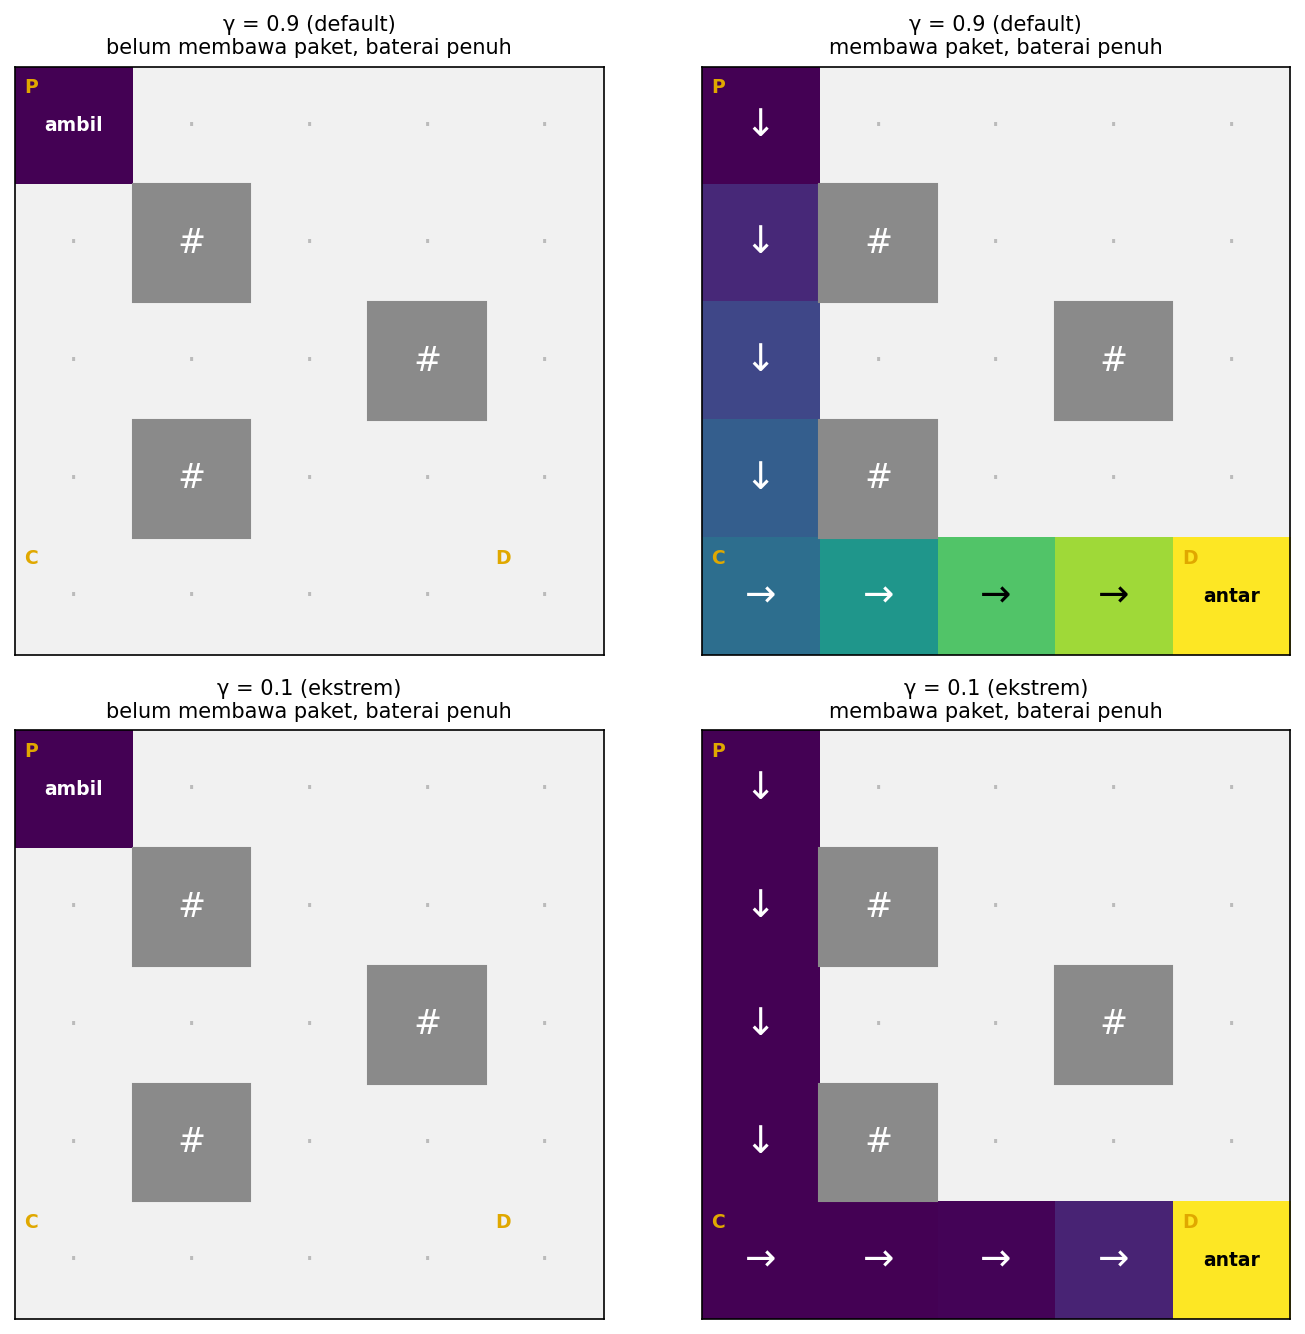 γ = 0.9 (default)
belum membawa paket, baterai penuh
P
ambil
#
#
#
C
D
γ = 0.9 (default)
membawa paket, baterai penuh
P
↓
↓ #
↓ #
↓ #
C D
→ → → → antar
γ = 0.1 (ekstrem)
belum membawa paket, baterai penuh
P
ambil
#
#
#
C
D
γ = 0.1 (ekstrem)
membawa paket, baterai penuh
P
↓
↓ #
↓ #
↓ #
C D
→ → → → antar